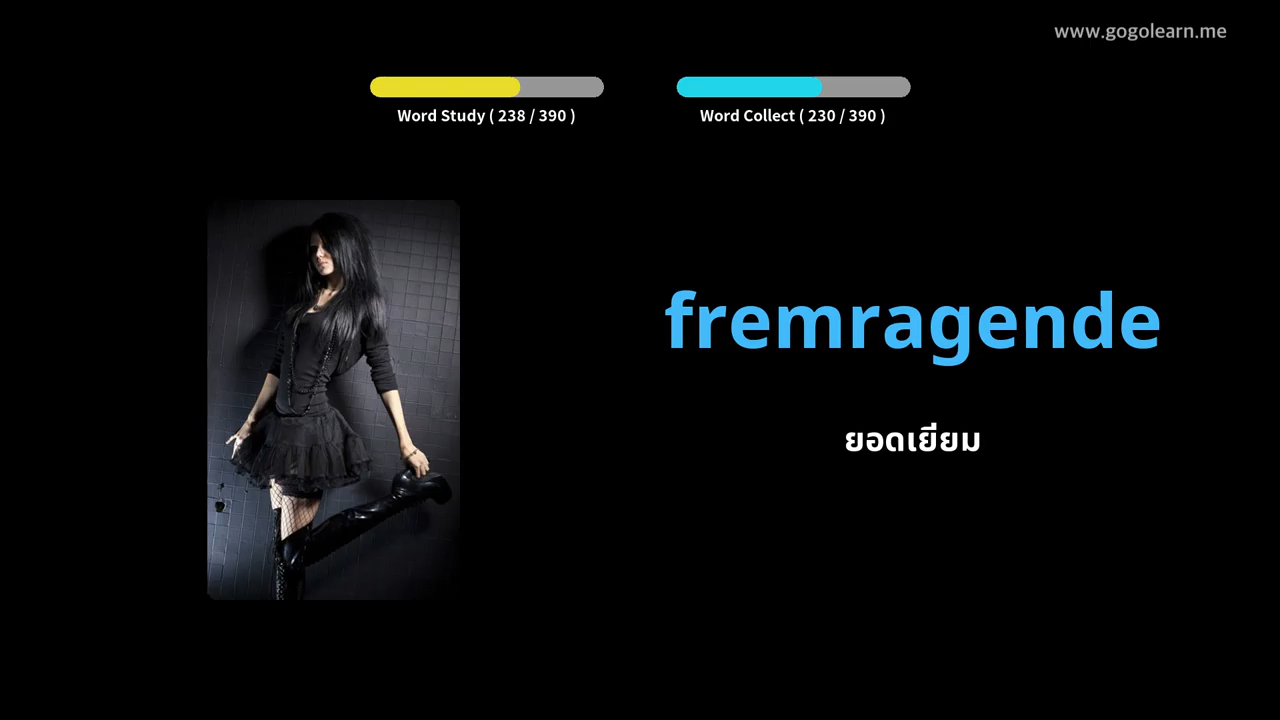 www.gogolearn.me
Word Study ( 238 / 390 )
Word Collect ( 230 / 390 )
fremragende
ยอดเยี่ยม